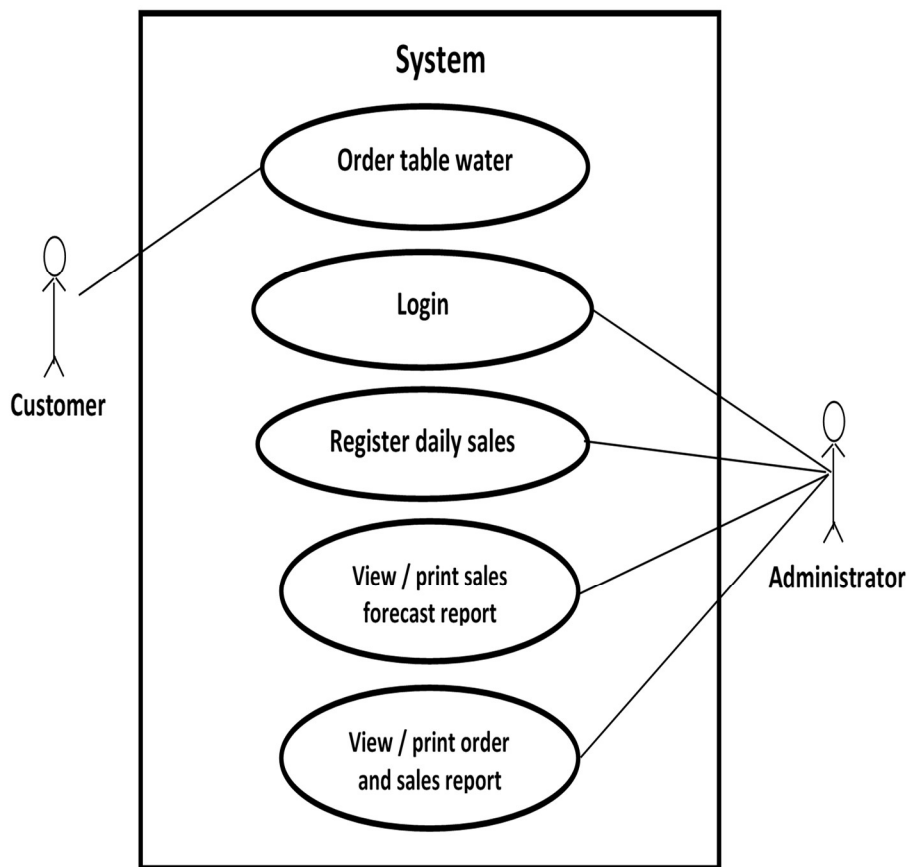 System
Order table water
Login
Customer
Register daily sales
View / print sales
forecast report
Administrator
View / print order
and sales report